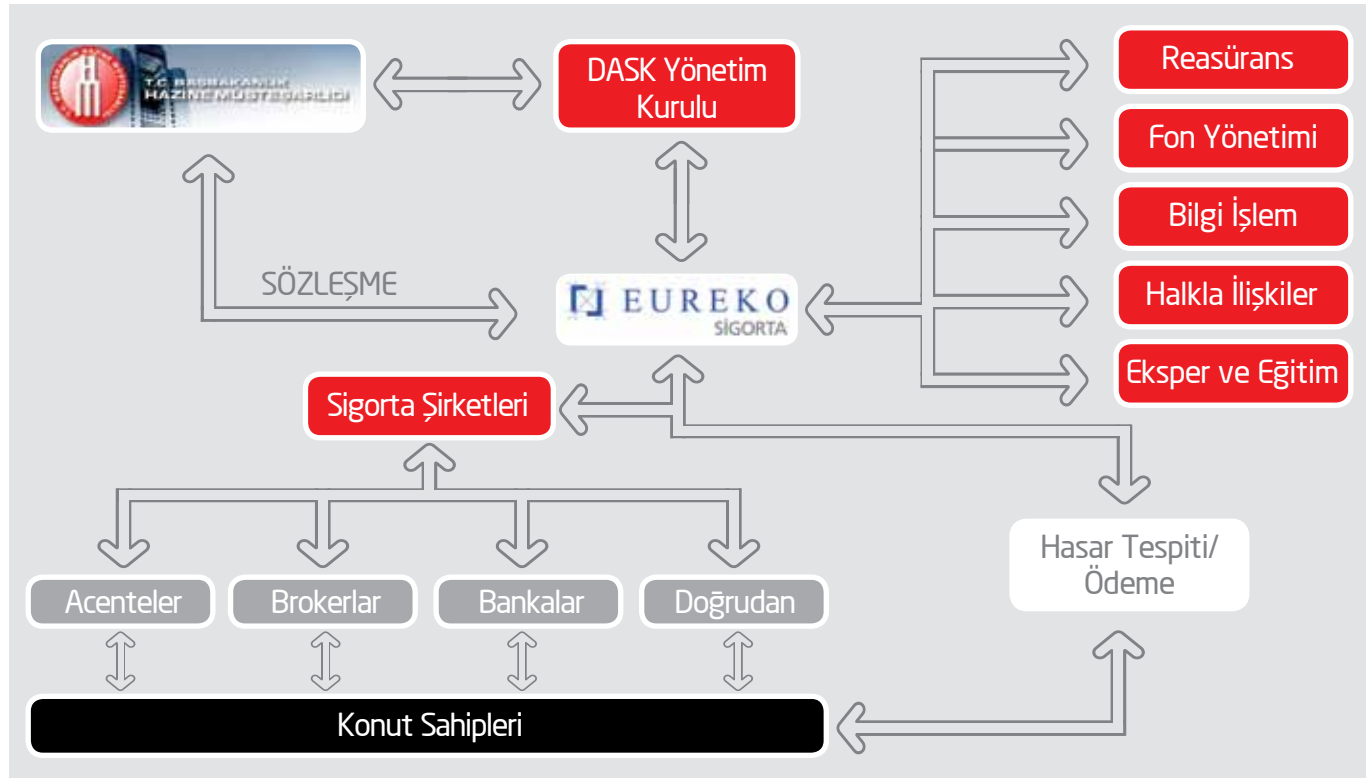 T.C. BAŞBAKANLIK
HAZİNE MÜSTEŞARLIĞI
DASK Yönetim
Kurulu
Reasürans
Fon Yönetimi
Bilgi İşlem
Halkla İlişkiler
Eksper ve Eğitim
SÖZLEŞME
EUREKO
SİGORTA
Sigorta Şirketleri
Hasar Tespiti/
Ödeme
Acenteler
Brokerlar
Bankalar
Doğrudan
Konut Sahipleri